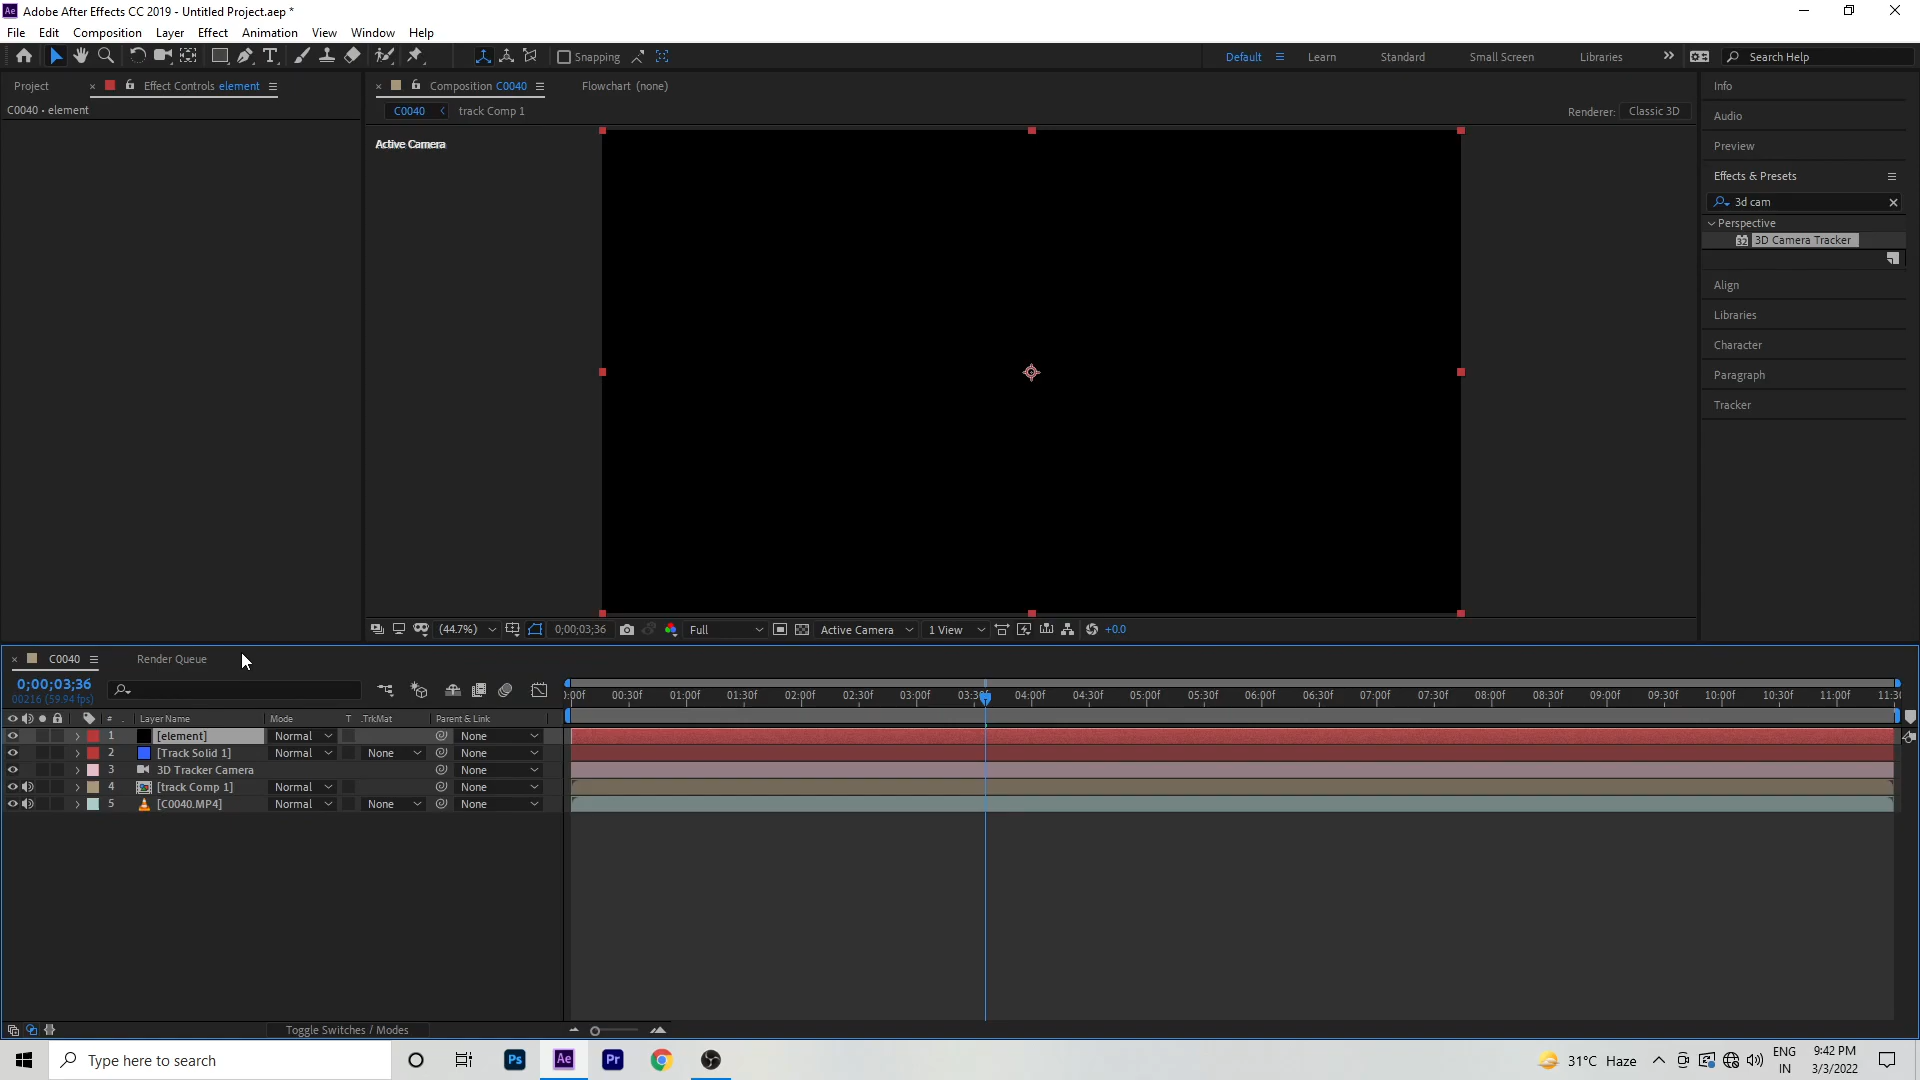 Ae Adobe After Effects CC 2019 - Untitled Project.aep *
File Edit Composition Layer Effect Animation View Window Help
Snapping
Default Learn Standard Small Screen Libraries Search Help
Project
Effect Controls element
Composition C0040
Flowchart (none)
Info
C0040 • element
C0040
track Comp 1
Renderer: Classic 3D
Audio
Active Camera
Preview
Effects & Presets
3d cam
Perspective
32 3D Camera Tracker
Align
Libraries
Character
Paragraph
Tracker
(44.7%) 0;00;03;36 Full Active Camera 1 View +0.0
C0040
Render Queue
0;00;03;36
00216 (59.94 fps)
:00f 00:30f 01:00f 01:30f 02:00f 02:30f 03:00f 04:00f 04:30f 05:00f 05:30f 06:00f 06:30f 07:00f 07:30f 08:00f 08:30f 09:00f 09:30f 10:00f 10:30f 11:00f
# Layer Name Mode T .TrkMat Parent & Link
1 [element] Normal None
2 [Track Solid 1] Normal None None
3 3D Tracker Camera None
4 [track Comp 1] Normal None
5 [C0040.MP4] Normal None None
Toggle Switches / Modes
Type here to search
Ps Ae Pr
31°C Haze
ENG
IN
9:42 PM
3/3/2022